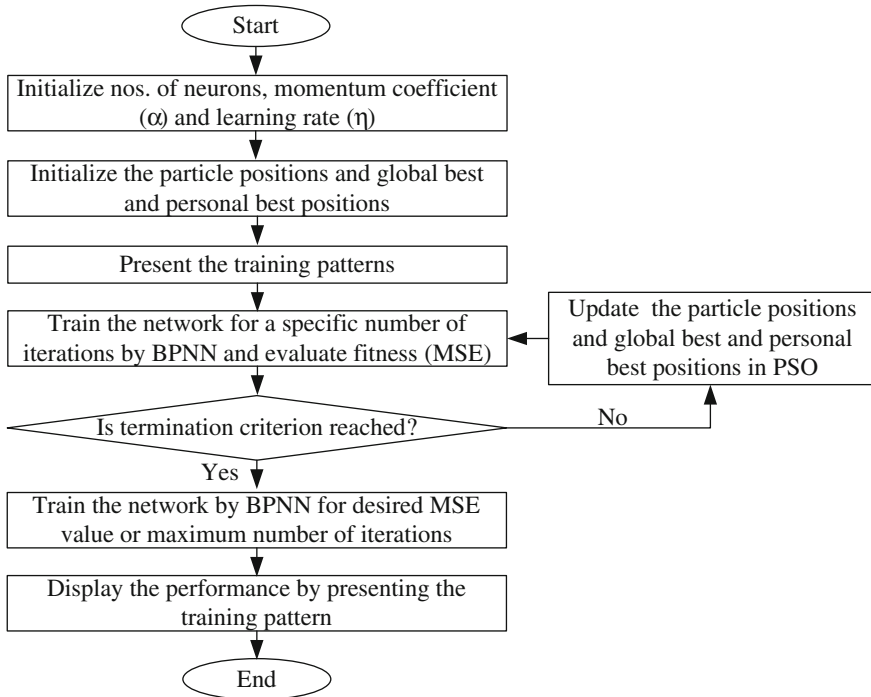 Start
Initialize nos. of neurons, momentum coefficient
(α) and learning rate (η)
Initialize the particle positions and global best
and personal best positions
Present the training patterns
Train the network for a specific number of
iterations by BPNN and evaluate fitness (MSE)
Update the particle positions
and global best and personal
best positions in PSO
Is termination criterion reached?
No
Yes
Train the network by BPNN for desired MSE
value or maximum number of iterations
Display the performance by presenting the
training pattern
End